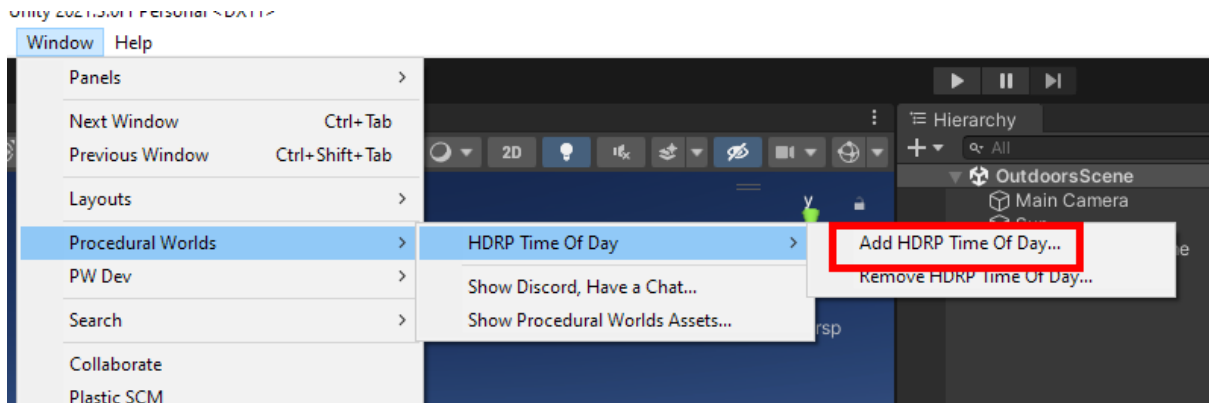 Window Help
Panels
Next Window Ctrl+Tab
Previous Window Ctrl+Shift+Tab
Layouts
Procedural Worlds
PW Dev
Search
Collaborate
Plastic SCM
2D
y
HDRP Time Of Day
Show Discord, Have a Chat...
Show Procedural Worlds Assets...
rsp
Hierarchy
All
OutdoorsScene
Main Camera
Add HDRP Time Of Day...
Remove HDRP Time Of Day...